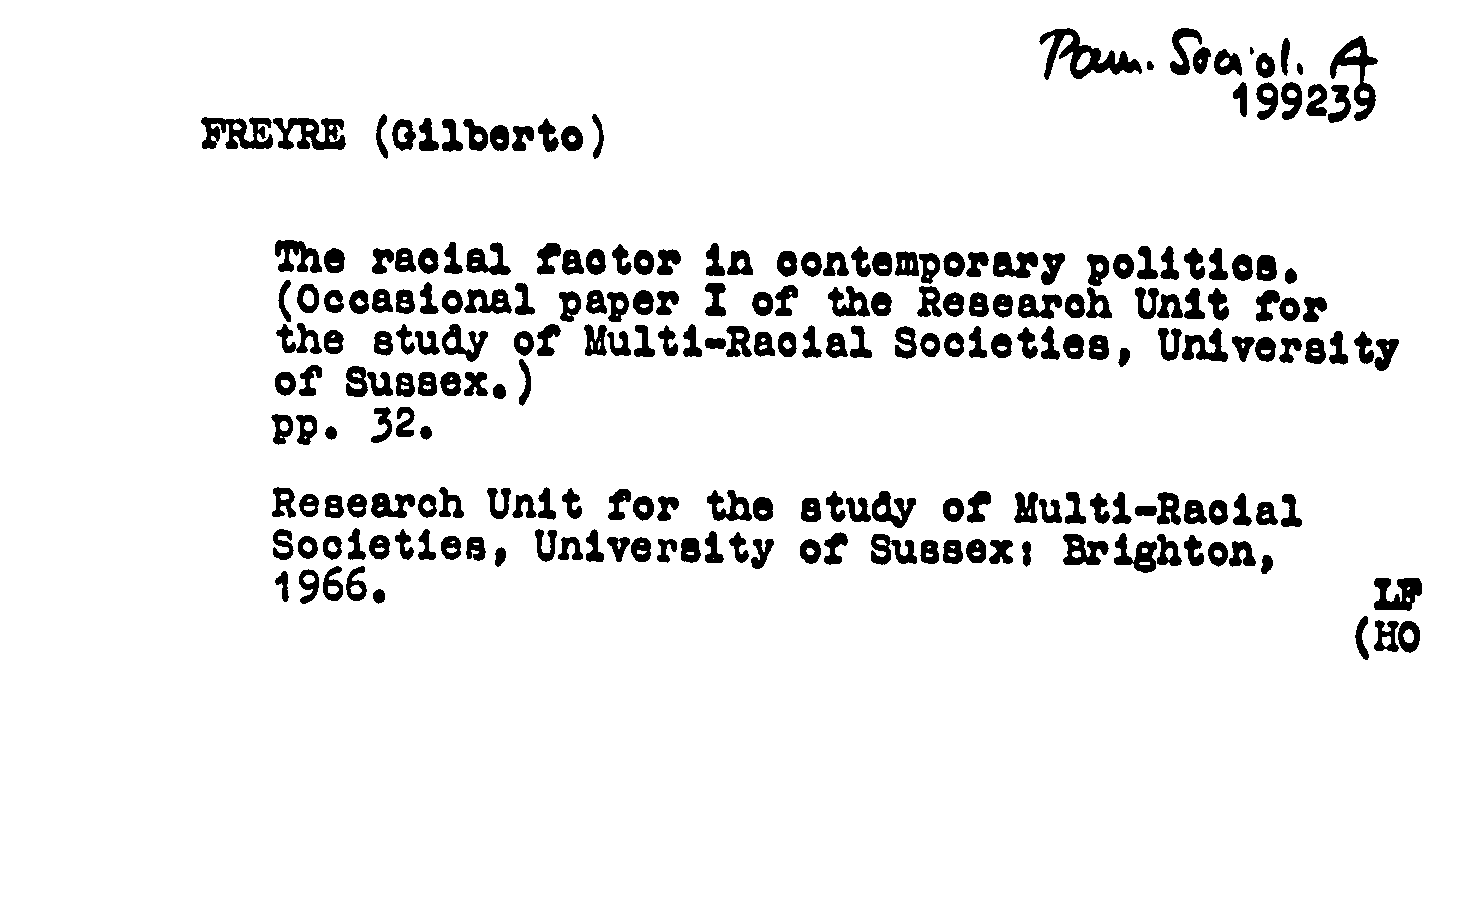 Pam. Sociol. A
199239
FREYRE (Gilberto)
The racial factor in contemporary politics.
(Occasional paper I of the Research Unit for
the study of Multi-Racial Societies, University
of Sussex.)
pp. 32.
Research Unit for the study of Multi-Racial
Societies, University of Sussex: Brighton,
1966.
LF
(HO